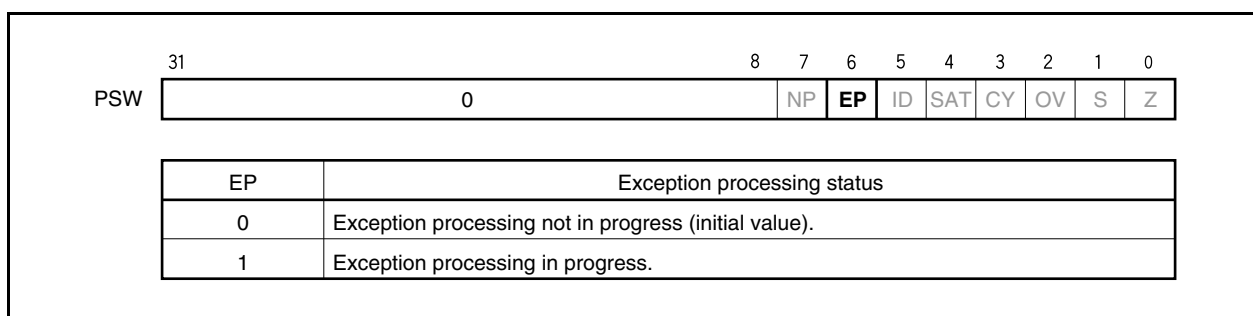 31 8 7 6 5 4 3 2 1 0
PSW 0 NP EP ID SAT CY OV S Z
EP Exception processing status
0 Exception processing not in progress (initial value).
1 Exception processing in progress.